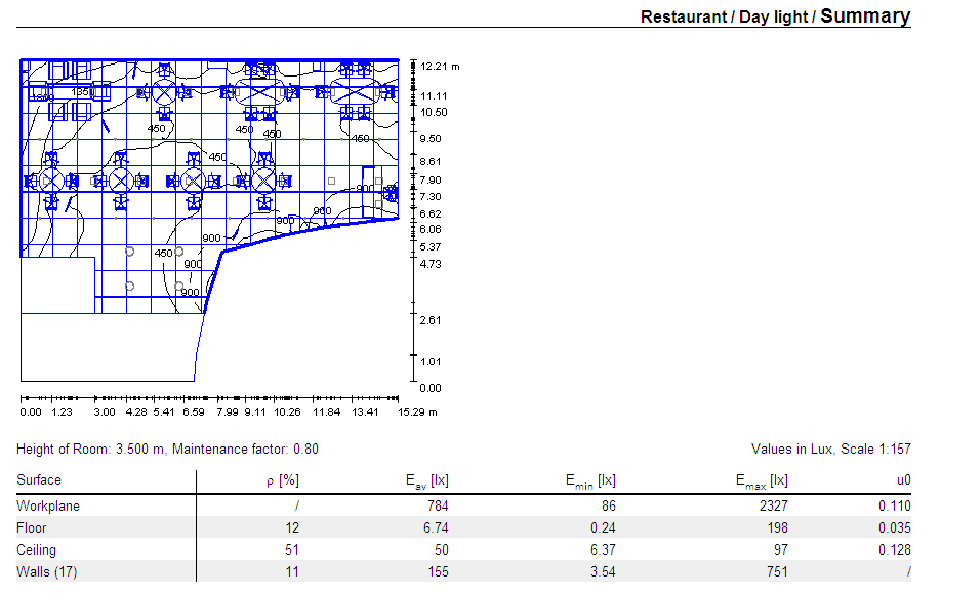 Restaurant / Day light / Summary
12.21 m
1350
11.11
10.50
450
450
450
450
9.50
450
8.61
7.90
900
7.30
6.62
900
900
6.06
900
5.37
450
900
4.73
900
2.61
1.01
0.00
0.00 1.23 3.00 4.28 5.41 6.59 7.99 9.11 10.26 11.84 13.41 15.29 m
Height of Room: 3.500 m, Maintenance factor: 0.80 Values in Lux, Scale 1:157
Surface ρ [%] Eav [lx] Emin [lx] Emax [lx] u0
Workplane / 784 86 2327 0.110
Floor 12 6.74 0.24 198 0.035
Ceiling 51 50 6.37 97 0.128
Walls (17) 11 155 3.54 751 /